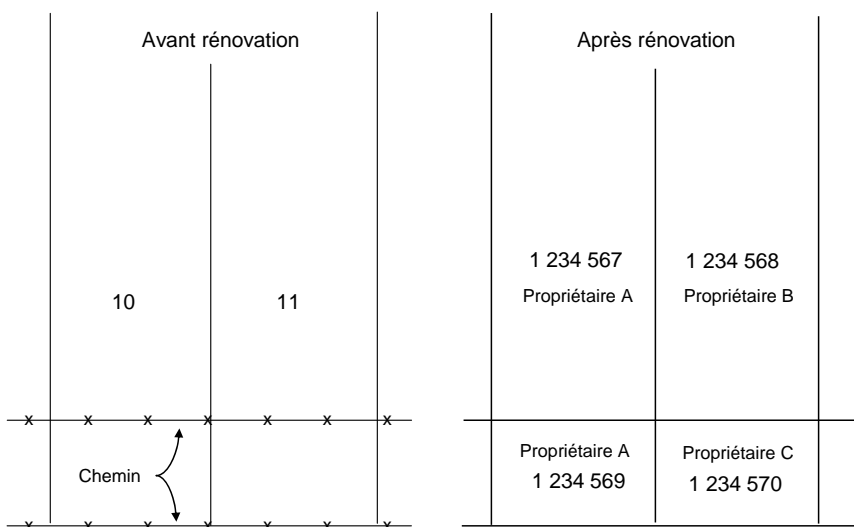 Avant rénovation
10
11
x x x x x x x
Chemin
x x x x x x x
Après rénovation
1 234 567
Propriétaire A
1 234 568
Propriétaire B
Propriétaire A
1 234 569
Propriétaire C
1 234 570